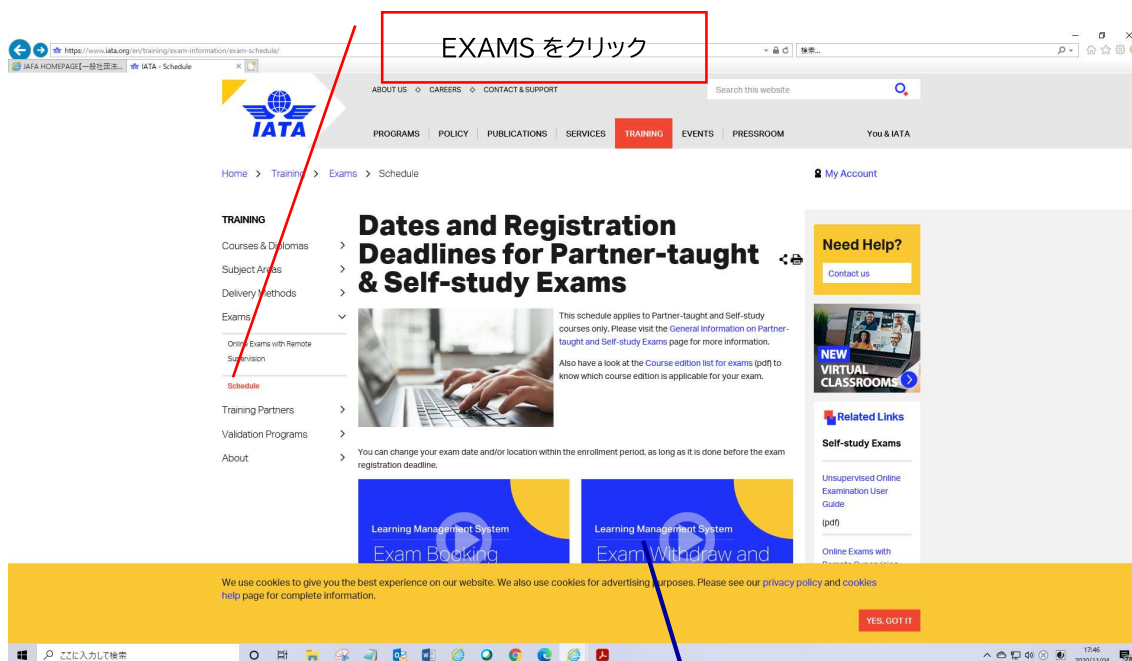 EXAMS をクリック
https://www.iata.org/en/training/exam-information/exam-schedule/
検索...
JAFA HOMEPAGE【一般社団法...
IATA - Schedule
ABOUT US
CAREERS
CONTACT & SUPPORT
Search this website
IATA
PROGRAMS
POLICY
PUBLICATIONS
SERVICES
TRAINING
EVENTS
PRESSROOM
You & IATA
Home > Training > Exams > Schedule
My Account
TRAINING
Courses & Diplomas
Subject Areas
Delivery Methods
Exams
Online Exams with Remote
Supervision
Schedule
Training Partners
Validation Programs
About
Dates and Registration
Deadlines for Partner-taught
& Self-study Exams
This schedule applies to Partner-taught and Self-study
courses only. Please visit the General Information on Partner-
taught and Self-study Exams page for more information.
Also have a look at the Course edition list for exams (pdf) to
know which course edition is applicable for your exam.
You can change your exam date and/or location within the enrollment period, as long as it is done before the exam
registration deadline.
Learning Management System
Exam Booking
Learning Management System
Exam Withdraw and
Need Help?
Contact us
NEW
VIRTUAL
CLASSROOMS
Related Links
Self-study Exams
Unsupervised Online
Examination User
Guide
(pdf)
Online Exams with
Remote Supervision
We use cookies to give you the best experience on our website. We also use cookies for advertising purposes. Please see our privacy policy and cookies
help page for complete information.
YES, GOT IT
ここに入力して検索
17:46
2020/11/04